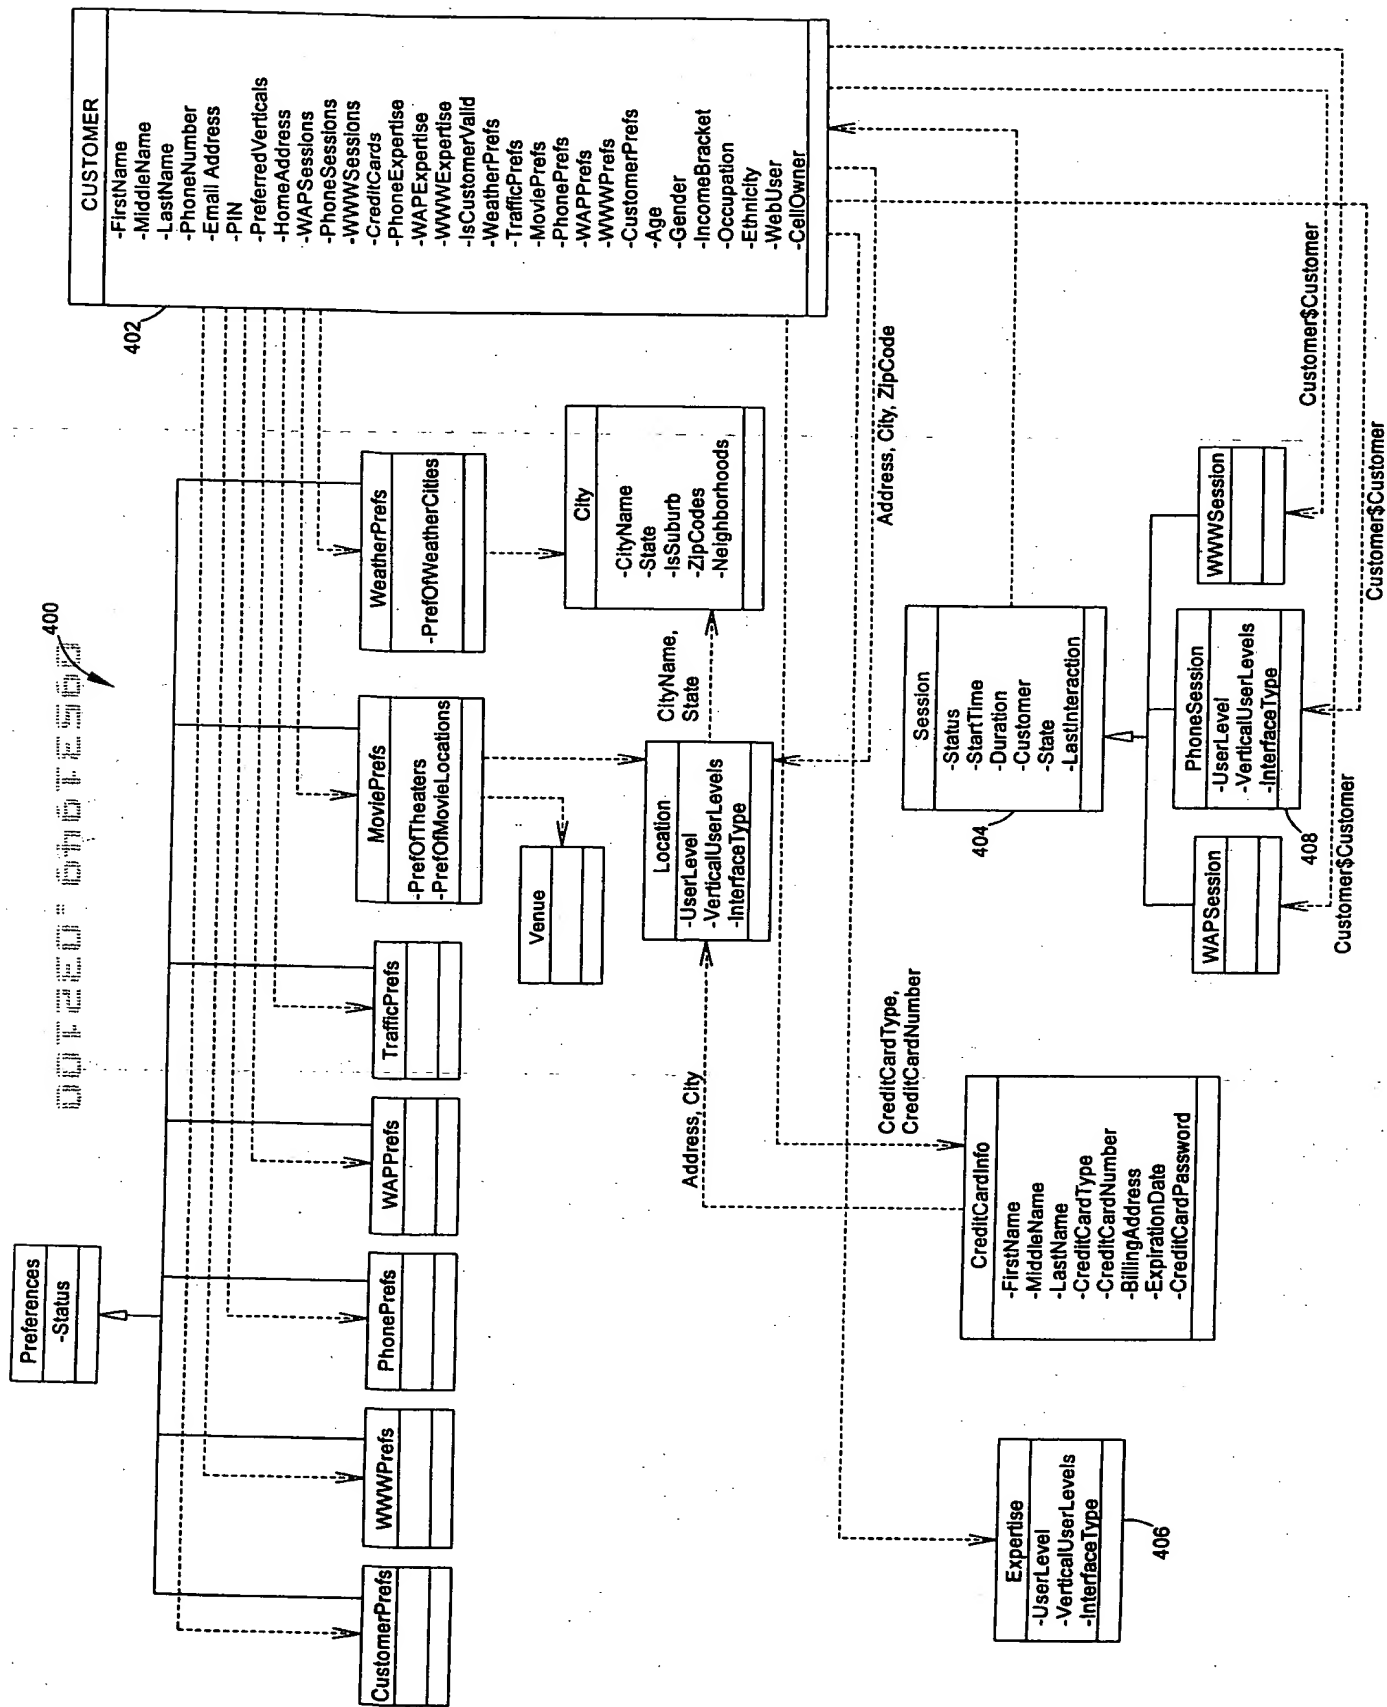 400
Preferences
-Status
CustomerPrefs
WWWPrefs
PhonePrefs
WAPPrefs
TrafficPrefs
MoviePrefs
-PrefOfTheaters
-PrefOfMovieLocations
WeatherPrefs
-PrefOfWeatherCities
402
CUSTOMER
-FirstName
-MiddleName
-LastName
-PhoneNumber
-Email Address
-PIN
-PreferredVerticals
-HomeAddress
-WAPSessions
-PhoneSessions
-WWWSessions
-CreditCards
-PhoneExpertise
-WAPExpertise
-WWWExpertise
-IsCustomerValid
-WeatherPrefs
-TrafficPrefs
-MoviePrefs
-PhonePrefs
-WAPPrefs
-WWWPrefs
-CustomerPrefs
-Age
-Gender
-IncomeBracket
-Occupation
-Ethnicity
-WebUser
-CellOwner
Venue
City
-CityName
-State
-IsSuburb
-ZipCodes
-Neighborhoods
CityName,
State
Location
-UserLevel
-VerticalUserLevels
-InterfaceType
Address, City
Address, City, ZipCode
CreditCardType,
CreditCardNumber
CreditCardInfo
-FirstName
-MiddleName
-LastName
-CreditCardType
-CreditCardNumber
-BillingAddress
-ExpirationDate
-CreditCardPassword
Expertise
-UserLevel
-VerticalUserLevels
-InterfaceType
406
Session
-Status
-StartTime
-Duration
-Customer
-State
-LastInteraction
404
WAPSession
PhoneSession
-UserLevel
-VerticalUserLevels
-InterfaceType
408
WWWSession
Customer$Customer
Customer$Customer
Customer$Customer